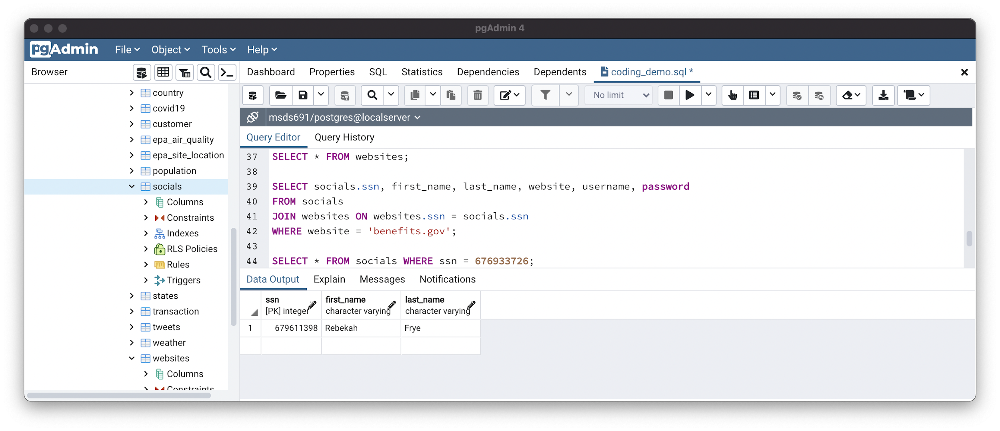 pgAdmin 4
pgAdmin File Object Tools Help
Browser
Dashboard Properties SQL Statistics Dependencies Dependents coding_demo.sql *
No limit
msds691/postgres@localserver
Query Editor Query History
country
covid19
customer
epa_air_quality
epa_site_location
population
socials
Columns
Constraints
Indexes
RLS Policies
Rules
Triggers
states
transaction
tweets
weather
websites
Columns
Constraints
37 SELECT * FROM websites;
38
39 SELECT socials.ssn, first_name, last_name, website, username, password
40 FROM socials
41 JOIN websites ON websites.ssn = socials.ssn
42 WHERE website = 'benefits.gov';
43
44 SELECT * FROM socials WHERE ssn = 676933726;
Data Output Explain Messages Notifications
ssn first_name last_name
[PK] integer character varying character varying
1 679611398 Rebekah Frye